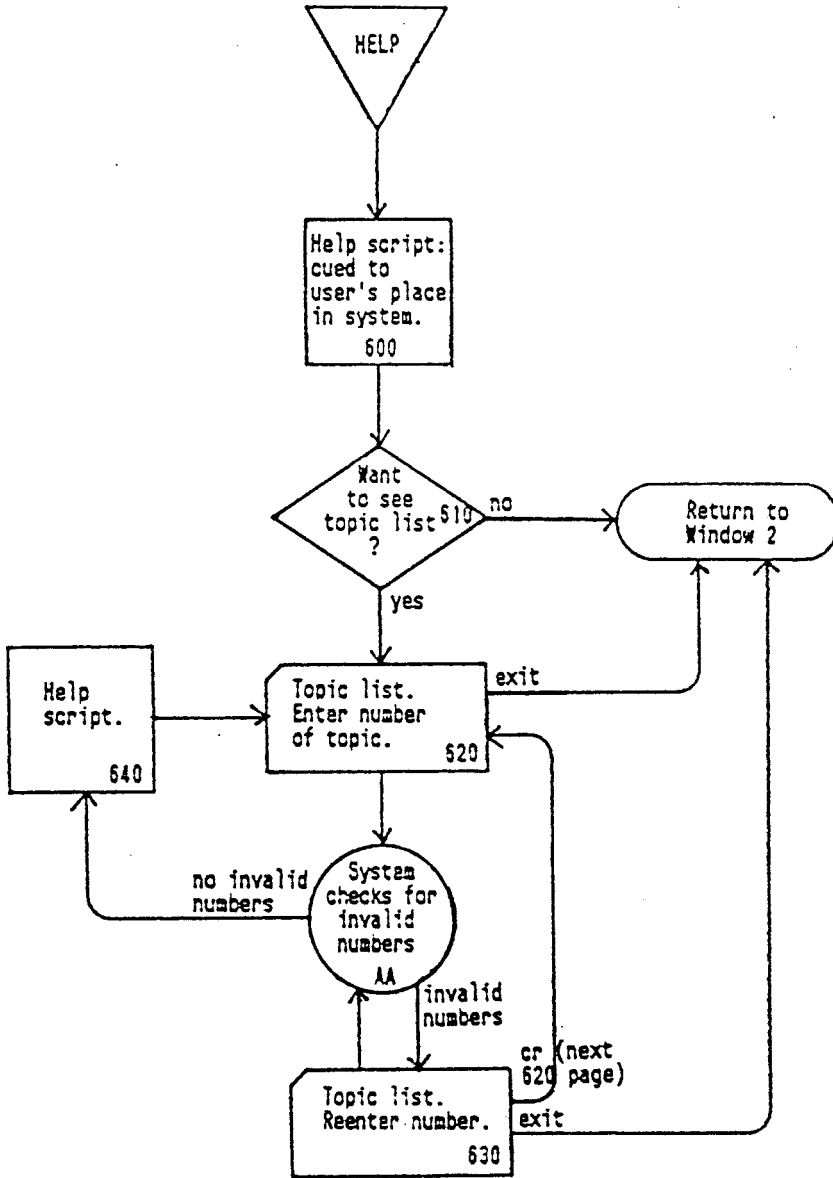 HELP
Help script:
cued to
user's place
in system.
600
Want
to see
topic list
?
610
no
Return to
Window 2
yes
Help
script.
640
Topic list.
Enter number
of topic.
620
exit
no invalid
numbers
System
checks for
invalid
numbers
AA
invalid
numbers
cr (next
620 page)
Topic list.
Reenter number.
630
exit